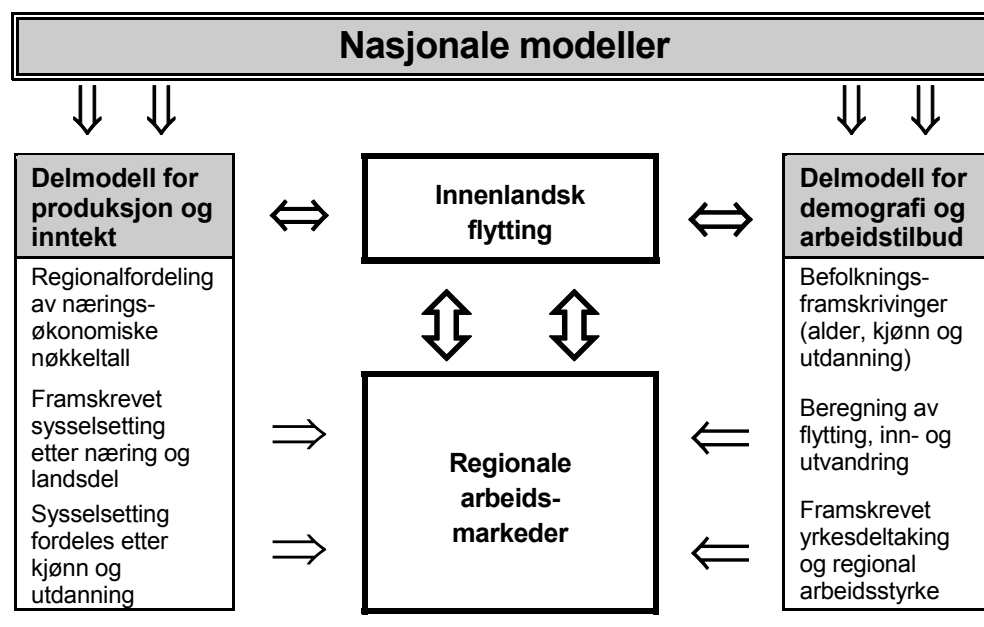 Nasjonale modeller
Delmodell for
produksjon og
inntekt
Regionalfordeling
av nærings-
økonomiske
nøkkeltall
Framskrevet
sysselsetting
etter næring og
landsdel
Sysselsetting
fordeles etter
kjønn og
utdanning
Innenlandsk
flytting
Regionale
arbeids-
markeder
Delmodell for
demografi og
arbeidstilbud
Befolknings-
framskrivinger
(alder, kjønn og
utdanning)
Beregning av
flytting, inn- og
utvandring
Framskrevet
yrkesdeltaking
og regional
arbeidsstyrke